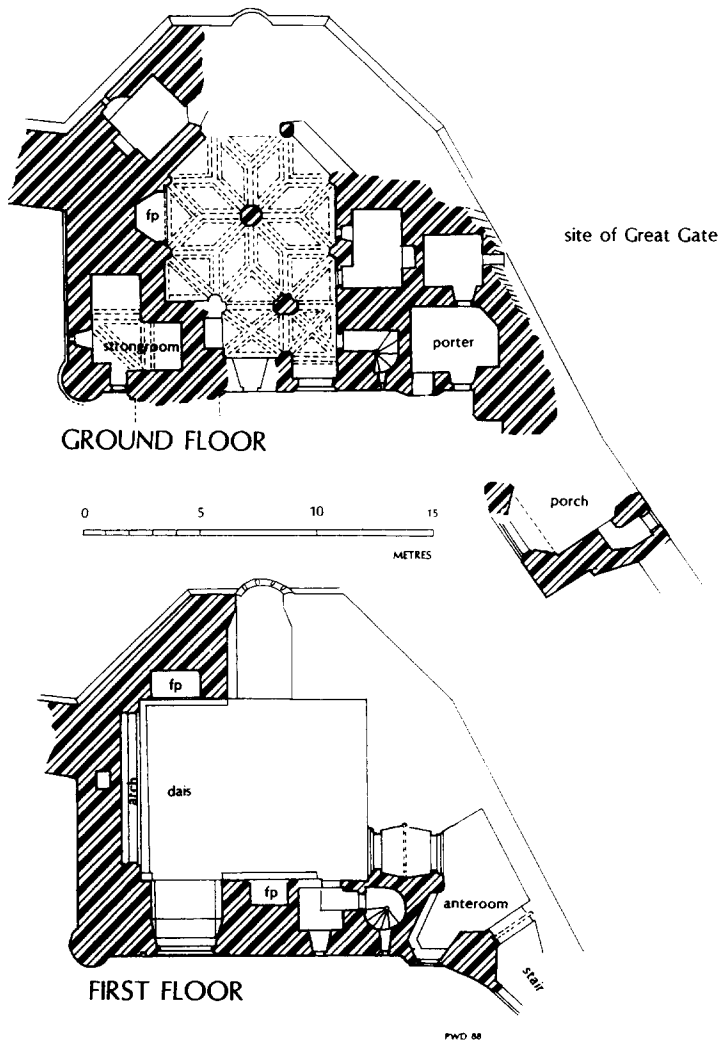 fp
site of Great Gate
strongroom
porter
GROUND FLOOR
porch
0 5 10 15
METRES
fp
arch
dais
fp
anteroom
stair
FIRST FLOOR
PWD 88